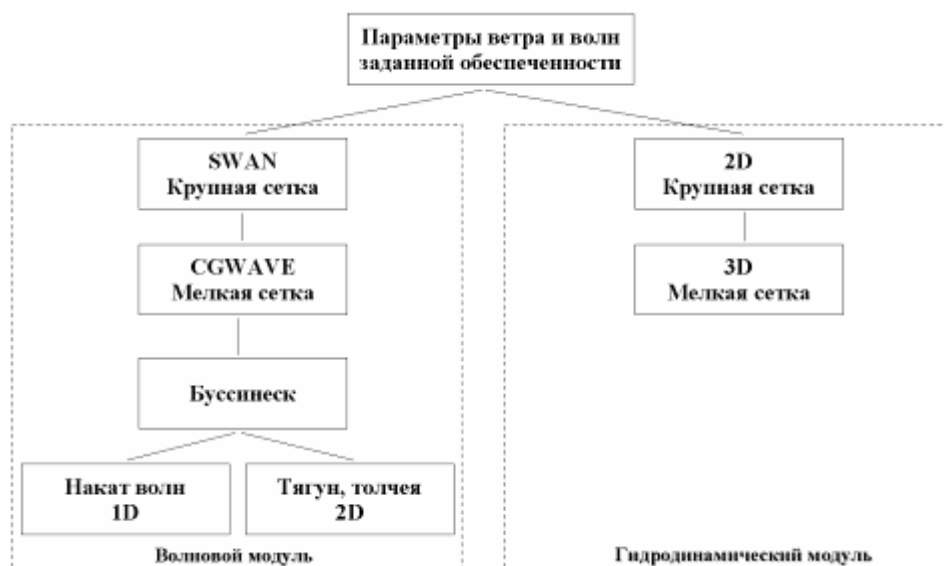 Параметры ветра и волн
заданной обеспеченности
SWAN
Крупная сетка
CGWAVE
Мелкая сетка
Буссинеск
Накат волн
1D
Тягун, толчея
2D
Волновой модуль
2D
Крупная сетка
3D
Мелкая сетка
Гидродинамический модуль